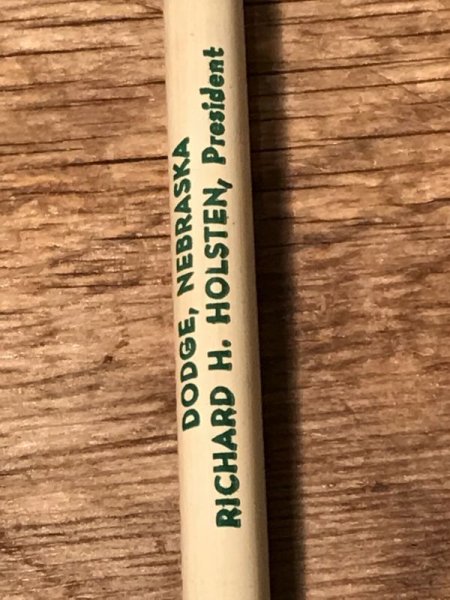 DODGE, NEBRASKA
RICHARD H. HOLSTEN, President